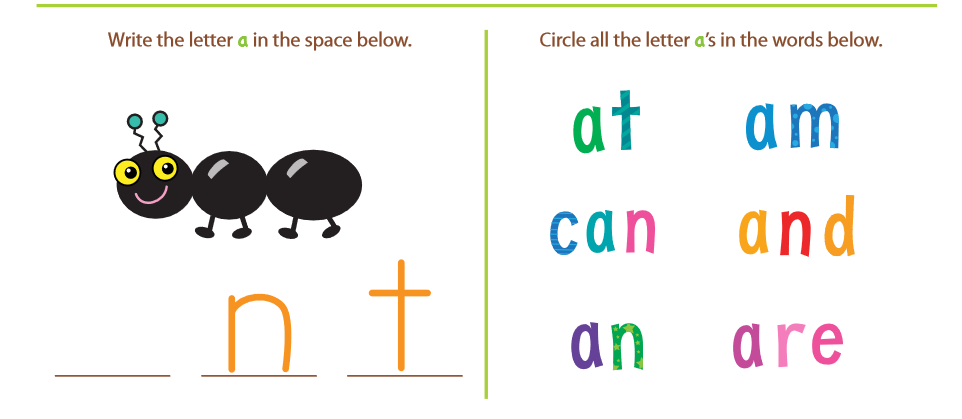 Write the letter a in the space below.
n t
Circle all the letter a's in the words below.
at am
can and
an are